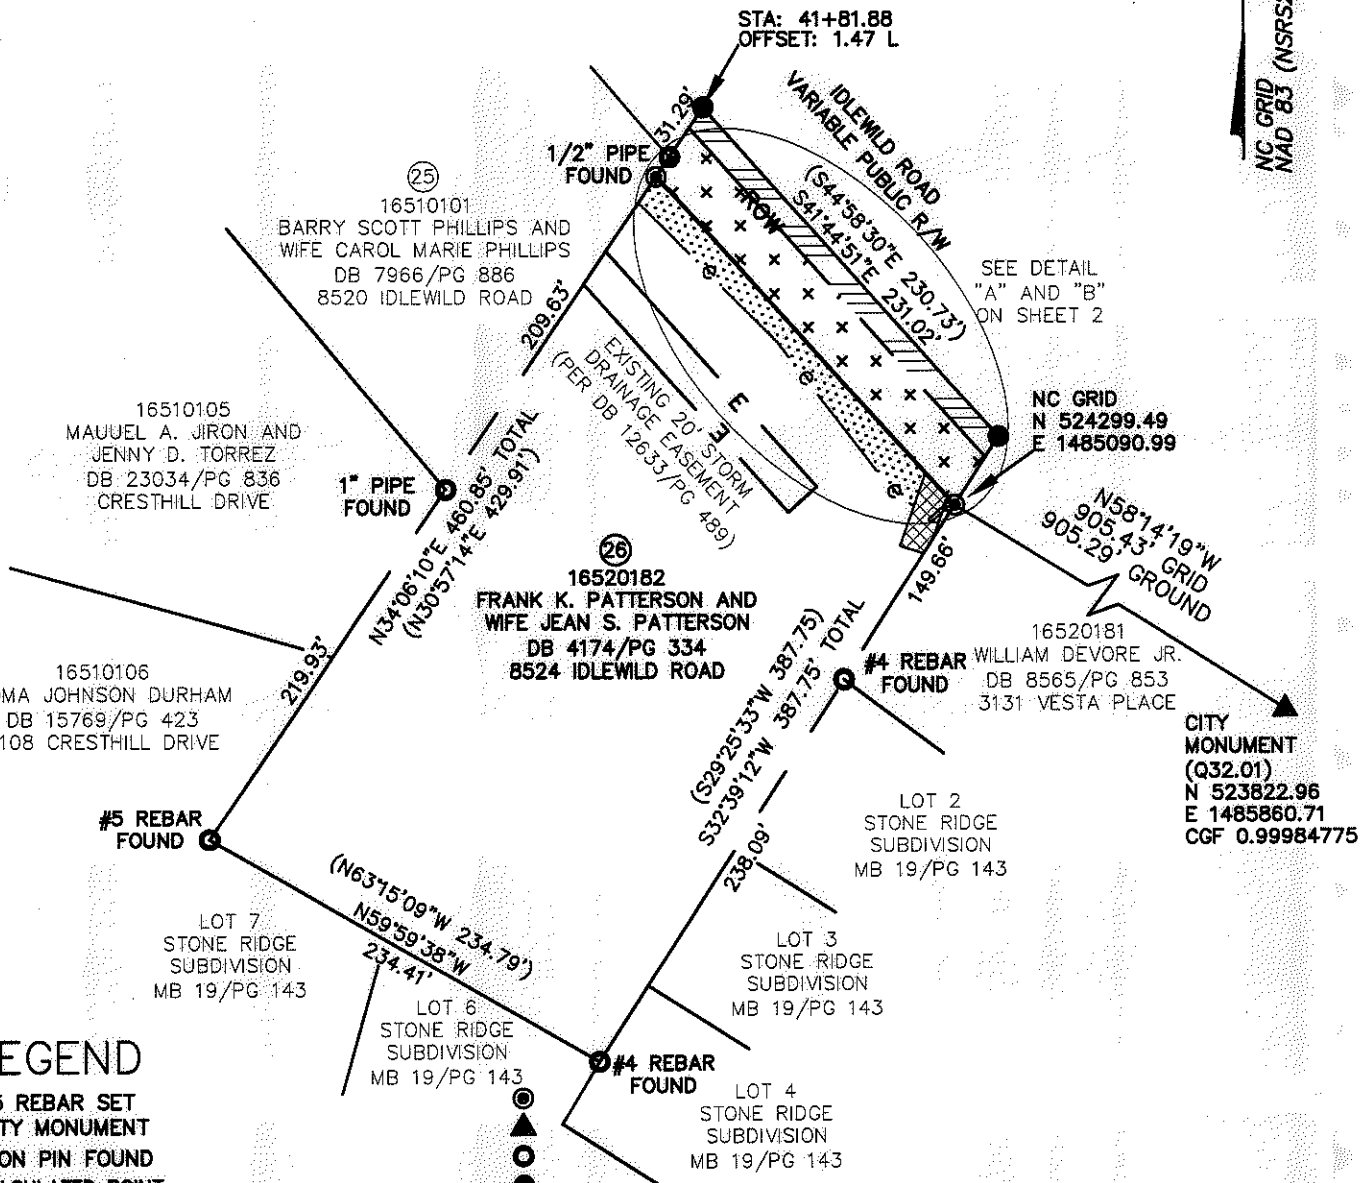 STA: 41+81.88
OFFSET: 1.47 L
NC GRID
NAD 83 (NSRS
31.29'
IDLEWILD ROAD
VARIABLE PUBLIC R/W
(S44°58'30"E 230.73')
S41°44'51"E 231.02'
ROW
1/2" PIPE
FOUND
25
16510101
BARRY SCOTT PHILLIPS AND
WIFE CAROL MARIE PHILLIPS
DB 7966/PG 886
8520 IDLEWILD ROAD
SEE DETAIL
"A" AND "B"
ON SHEET 2
209.63'
EXISTING 20' STORM
DRAINAGE EASEMENT
(PER DB 12633/PG 489)
E
E
e
e
e
NC GRID
N 524299.49
E 1485090.99
16510105
MAUUEL A. JIRON AND
JENNY D. TORREZ
DB 23034/PG 836
CRESTHILL DRIVE
1" PIPE
FOUND
N34°06'10"E 460.85' TOTAL
(N30°57'14"E 429.91')
N58°14'19"W
905.43' GRID
905.29' GROUND
26
16520182
FRANK K. PATTERSON AND
WIFE JEAN S. PATTERSON
DB 4174/PG 334
8524 IDLEWILD ROAD
149.66'
16520181
WILLIAM DEVORE JR.
DB 8565/PG 853
3131 VESTA PLACE
#4 REBAR
FOUND
CITY
MONUMENT
(Q32.01)
N 523822.96
E 1485860.71
CGF 0.99984775
219.93'
16510106
MA JOHNSON DURHAM
DB 15769/PG 423
108 CRESTHILL DRIVE
(S29°25'33"W 387.75)
S32°39'12"W 387.75' TOTAL
238.09'
#5 REBAR
FOUND
LOT 2
STONE RIDGE
SUBDIVISION
MB 19/PG 143
(N63°15'09"W 234.79')
N59°59'38"W
234.41'
LOT 7
STONE RIDGE
SUBDIVISION
MB 19/PG 143
LOT 3
STONE RIDGE
SUBDIVISION
MB 19/PG 143
LOT 6
STONE RIDGE
SUBDIVISION
MB 19/PG 143
#4 REBAR
FOUND
LOT 4
STONE RIDGE
SUBDIVISION
MB 19/PG 143
EGEND
REBAR SET
TY MONUMENT
ON PIN FOUND